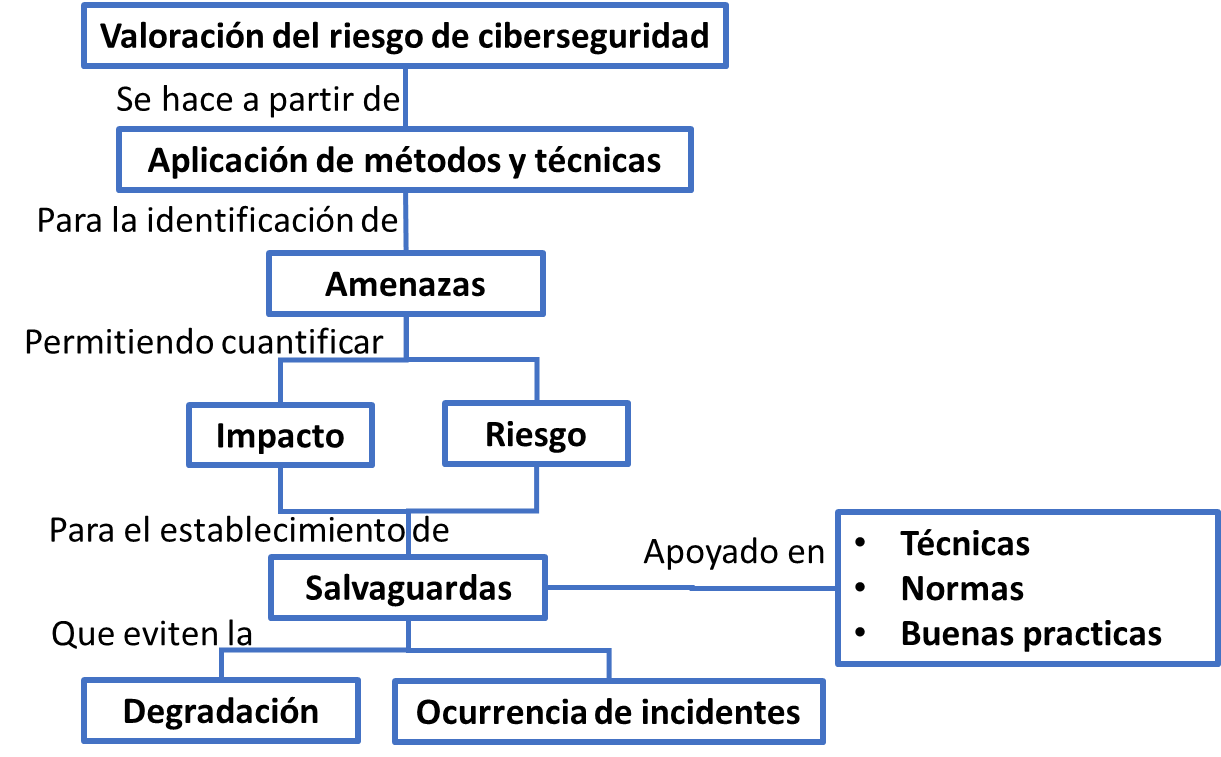 Valoración del riesgo de ciberseguridad
Se hace a partir de
Aplicación de métodos y técnicas
Para la identificación de
Amenazas
Permitiendo cuantificar
Impacto
Riesgo
Para el establecimiento de
Salvaguardas
Apoyado en
• Técnicas
• Normas
• Buenas practicas
Que eviten la
Degradación
Ocurrencia de incidentes